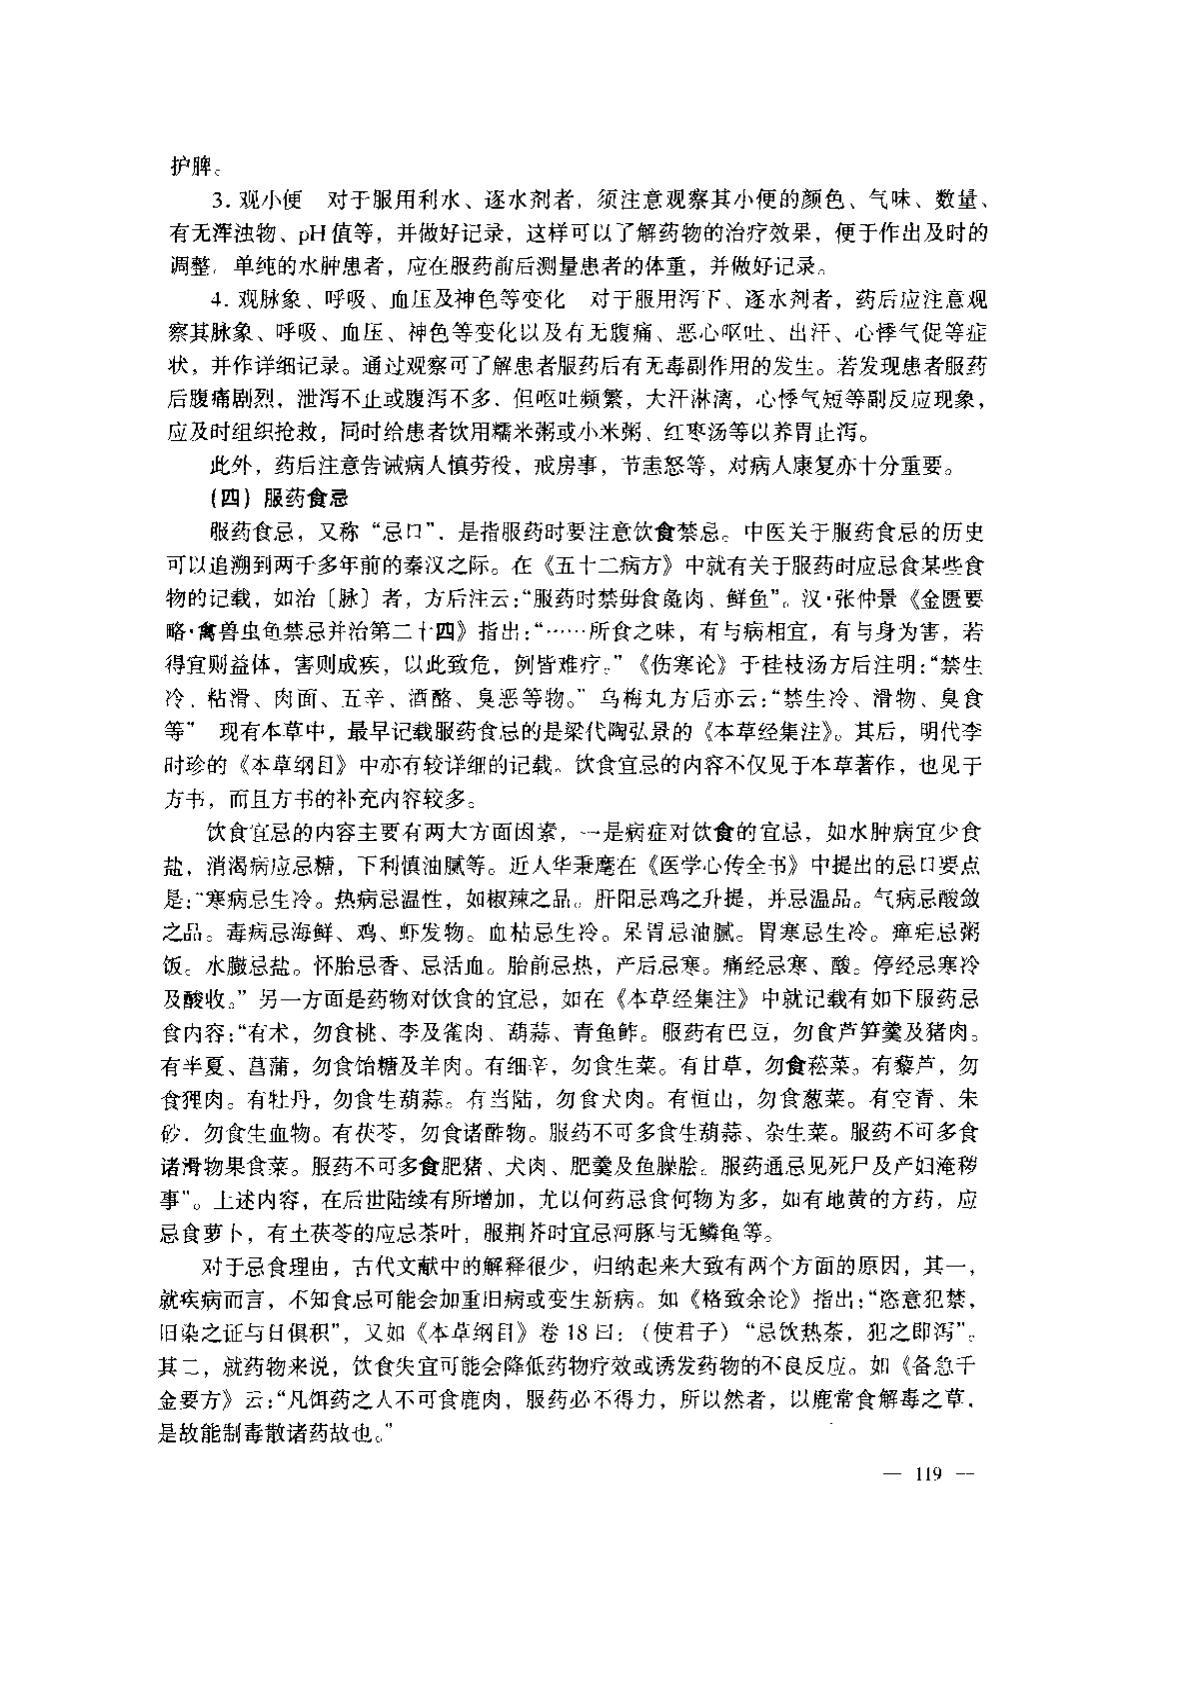 护脾。
3. 观小便　对于服用利水、逐水剂者，须注意观察其小便的颜色、气味、数量、
有无浑浊物、pH 值等，并做好记录，这样可以了解药物的治疗效果，便于作出及时的
调整，单纯的水肿患者，应在服药前后测量患者的体重，并做好记录。
4. 观脉象、呼吸、血压及神色等变化　对于服用泻下、逐水剂者，药后应注意观
察其脉象、呼吸、血压、神色等变化以及有无腹痛、恶心呕吐、出汗、心悸气促等症
状，并作详细记录。通过观察可了解患者服药后有无毒副作用的发生。若发现患者服药
后腹痛剧烈，泄泻不止或腹泻不多，但呕吐频繁，大汗淋漓，心悸气短等副反应现象，
应及时组织抢救，同时给患者饮用糯米粥或小米粥、红枣汤等以养胃止泻。
此外，药后注意告诫病人慎劳役，戒房事，节恚怒等，对病人康复亦十分重要。
（四）服药食忌
服药食忌，又称“忌口”，是指服药时要注意饮食禁忌。中医关于服药食忌的历史
可以追溯到两千多年前的秦汉之际。在《五十二病方》中就有关于服药时应忌食某些食
物的记载，如治〔脉〕者，方后注云：“服药时禁毋食彘肉、鲜鱼”。汉·张仲景《金匮要
略·禽兽虫鱼禁忌并治第二十四》指出：“……所食之味，有与病相宜，有与身为害，若
得宜则益体，害则成疾，以此致危，例皆难疗。”《伤寒论》于桂枝汤方后注明：“禁生
冷、粘滑、肉面、五辛、酒酪、臭恶等物。”乌梅丸方后亦云：“禁生冷、滑物、臭食
等”　现有本草中，最早记载服药食忌的是梁代陶弘景的《本草经集注》。其后，明代李
时珍的《本草纲目》中亦有较详细的记载。饮食宜忌的内容不仅见于本草著作，也见于
方书，而且方书的补充内容较多。
饮食宜忌的内容主要有两大方面因素，一是病症对饮食的宜忌，如水肿病宜少食
盐，消渴病应忌糖，下利慎油腻等。近人华秉麾在《医学心传全书》中提出的忌口要点
是：“寒病忌生冷。热病忌温性，如椒辣之品。肝阳忌鸡之升提，并忌温品。气病忌酸敛
之品。毒病忌海鲜、鸡、虾发物。血枯忌生冷。呆胃忌油腻。胃寒忌生冷。瘅疟忌粥
饭。水臌忌盐。怀胎忌香、忌活血。胎前忌热，产后忌寒。痛经忌寒、酸。停经忌寒冷
及酸收。”另一方面是药物对饮食的宜忌，如在《本草经集注》中就记载有如下服药忌
食内容：“有术，勿食桃、李及雀肉、葫蒜、青鱼鲊。服药有巴豆，勿食芦笋羹及猪肉。
有半夏、菖蒲，勿食饴糖及羊肉。有细辛，勿食生菜。有甘草，勿食菘菜。有藜芦，勿
食狸肉。有牡丹，勿食生葫蒜。有当陆，勿食犬肉。有恒山，勿食葱菜。有空青、朱
砂，勿食生血物。有茯苓，勿食诸酢物。服药不可多食生葫蒜、杂生菜。服药不可多食
诸滑物果食菜。服药不可多食肥猪、犬肉、肥羹及鱼臊脍。服药通忌见死尸及产妇淹秽
事”。上述内容，在后世陆续有所增加，尤以何药忌食何物为多，如有地黄的方药，应
忌食萝卜，有土茯苓的应忌茶叶，服荆芥时宜忌河豚与无鳞鱼等。
对于忌食理由，古代文献中的解释很少，归纳起来大致有两个方面的原因，其一，
就疾病而言，不知食忌可能会加重旧病或变生新病。如《格致余论》指出：“恣意犯禁，
旧染之证与日俱积”，又如《本草纲目》卷 18 曰：（使君子）“忌饮热茶，犯之即泻”。
其二，就药物来说，饮食失宜可能会降低药物疗效或诱发药物的不良反应。如《备急千
金要方》云：“凡饵药之人不可食鹿肉，服药必不得力，所以然者，以鹿常食解毒之草，
是故能制毒散诸药故也。”
— 119 —